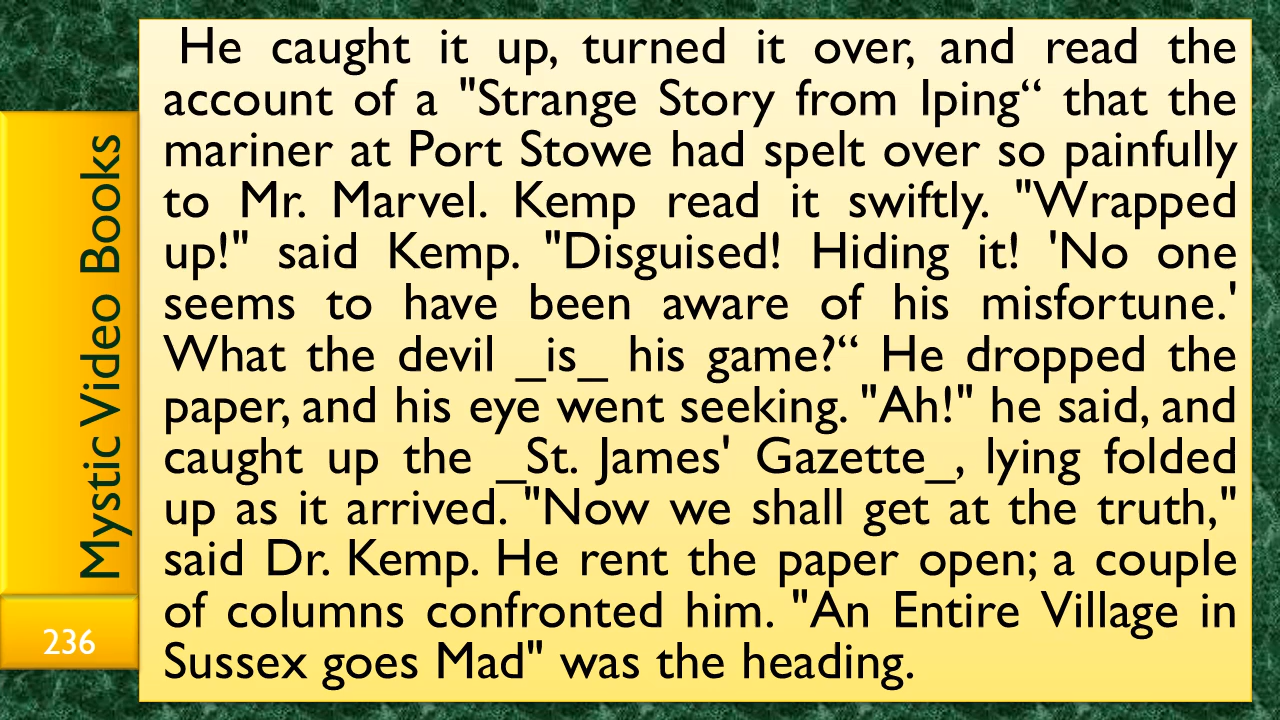 He caught it up, turned it over, and read the
account of a "Strange Story from Iping“ that the
mariner at Port Stowe had spelt over so painfully
to Mr. Marvel. Kemp read it swiftly. "Wrapped
up!" said Kemp. "Disguised! Hiding it! 'No one
seems to have been aware of his misfortune.'
What the devil _is_ his game?“ He dropped the
paper, and his eye went seeking. "Ah!" he said, and
caught up the _St. James' Gazette_, lying folded
up as it arrived. "Now we shall get at the truth,"
said Dr. Kemp. He rent the paper open; a couple
of columns confronted him. "An Entire Village in
Sussex goes Mad" was the heading.
Mystic Video Books
236